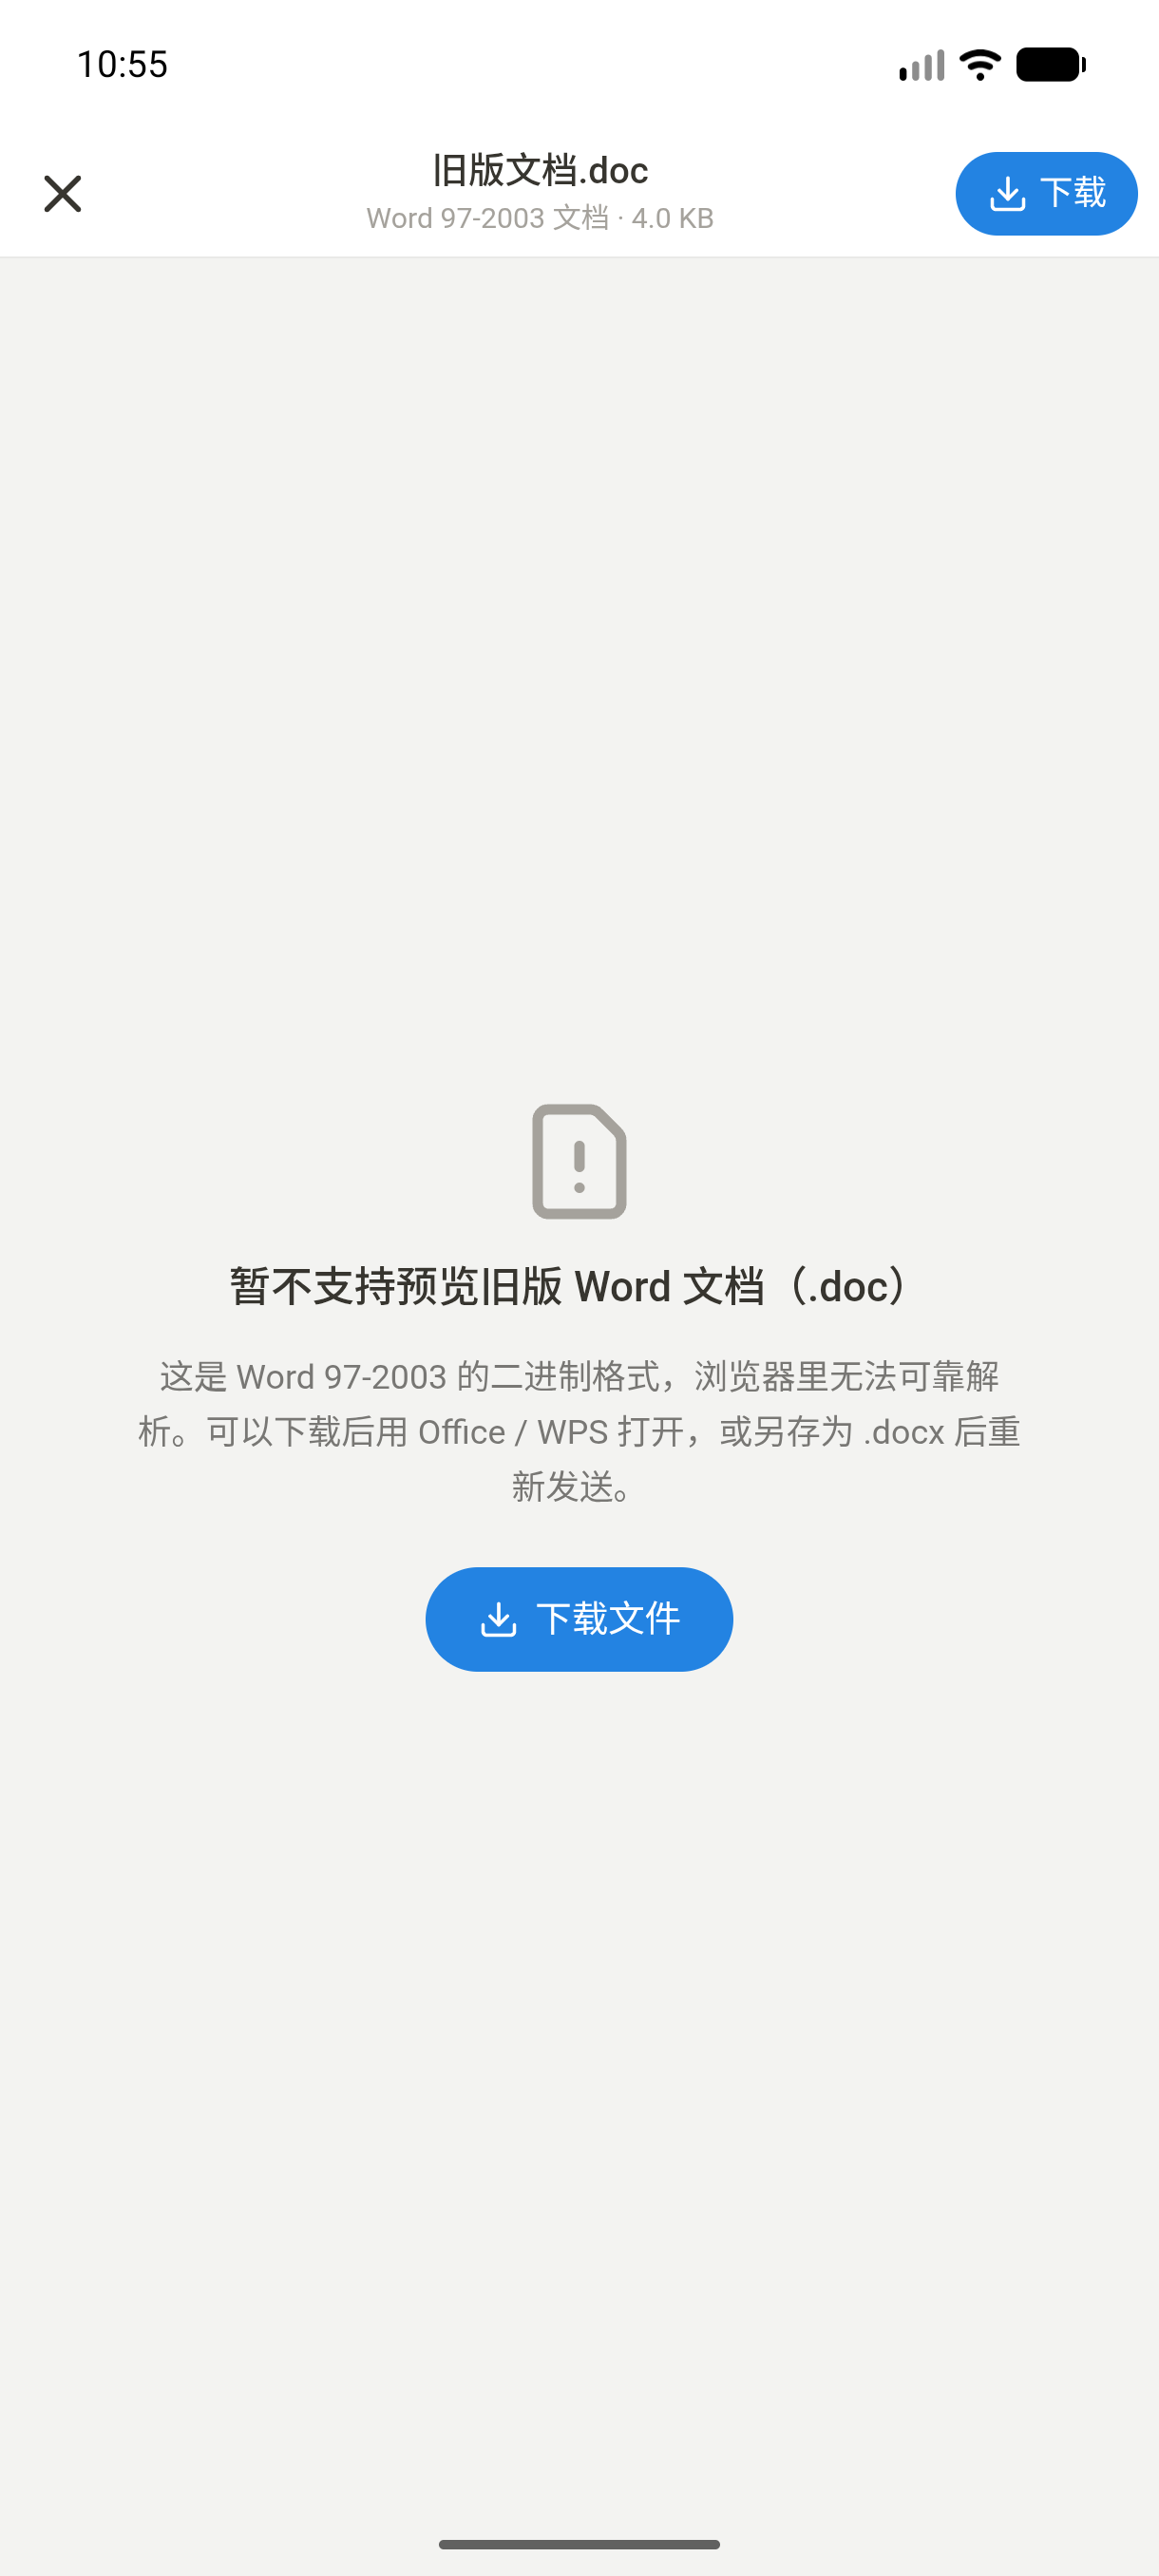 10:55
旧版文档.doc
Word 97-2003 文档 · 4.0 KB
下载
暂不支持预览旧版 Word 文档（.doc）
这是 Word 97-2003 的二进制格式，浏览器里无法可靠解
析。可以下载后用 Office / WPS 打开，或另存为 .docx 后重
新发送。
下载文件